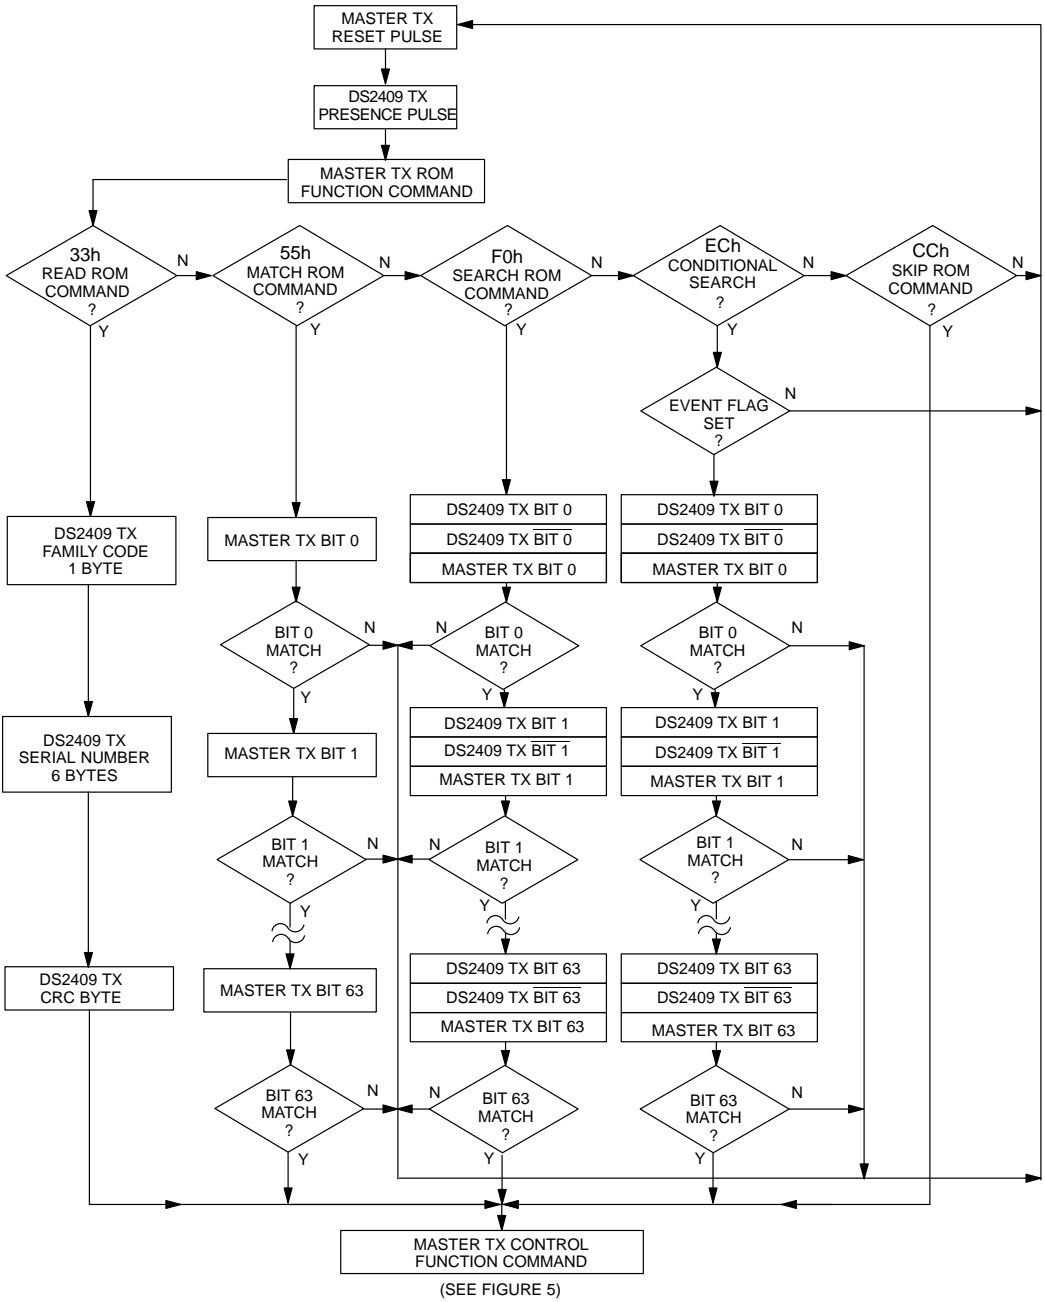 MASTER TX
RESET PULSE
DS2409 TX
PRESENCE PULSE
MASTER TX ROM
FUNCTION COMMAND
33h
READ ROM
COMMAND
?
N
Y
55h
MATCH ROM
COMMAND
?
N
Y
F0h
SEARCH ROM
COMMAND
?
N
Y
ECh
CONDITIONAL
SEARCH
?
N
Y
CCh
SKIP ROM
COMMAND
?
N
Y
EVENT FLAG
SET
?
N
Y
DS2409 TX
FAMILY CODE
1 BYTE
DS2409 TX
SERIAL NUMBER
6 BYTES
DS2409 TX
CRC BYTE
MASTER TX BIT 0
BIT 0
MATCH
?
N
Y
MASTER TX BIT 1
BIT 1
MATCH
?
N
Y
MASTER TX BIT 63
BIT 63
MATCH
?
N
Y
DS2409 TX BIT 0
DS2409 TX B̅I̅T̅ ̅0̅
MASTER TX BIT 0
BIT 0
MATCH
?
N
Y
DS2409 TX BIT 1
DS2409 TX B̅I̅T̅ ̅1̅
MASTER TX BIT 1
BIT 1
MATCH
?
N
Y
DS2409 TX BIT 63
DS2409 TX B̅I̅T̅ ̅6̅3̅
MASTER TX BIT 63
BIT 63
MATCH
?
N
Y
DS2409 TX BIT 0
DS2409 TX B̅I̅T̅ ̅0̅
MASTER TX BIT 0
BIT 0
MATCH
?
N
Y
DS2409 TX BIT 1
DS2409 TX B̅I̅T̅ ̅1̅
MASTER TX BIT 1
BIT 1
MATCH
?
N
Y
DS2409 TX BIT 63
DS2409 TX B̅I̅T̅ ̅6̅3̅
MASTER TX BIT 63
BIT 63
MATCH
?
N
Y
MASTER TX CONTROL
FUNCTION COMMAND
(SEE FIGURE 5)